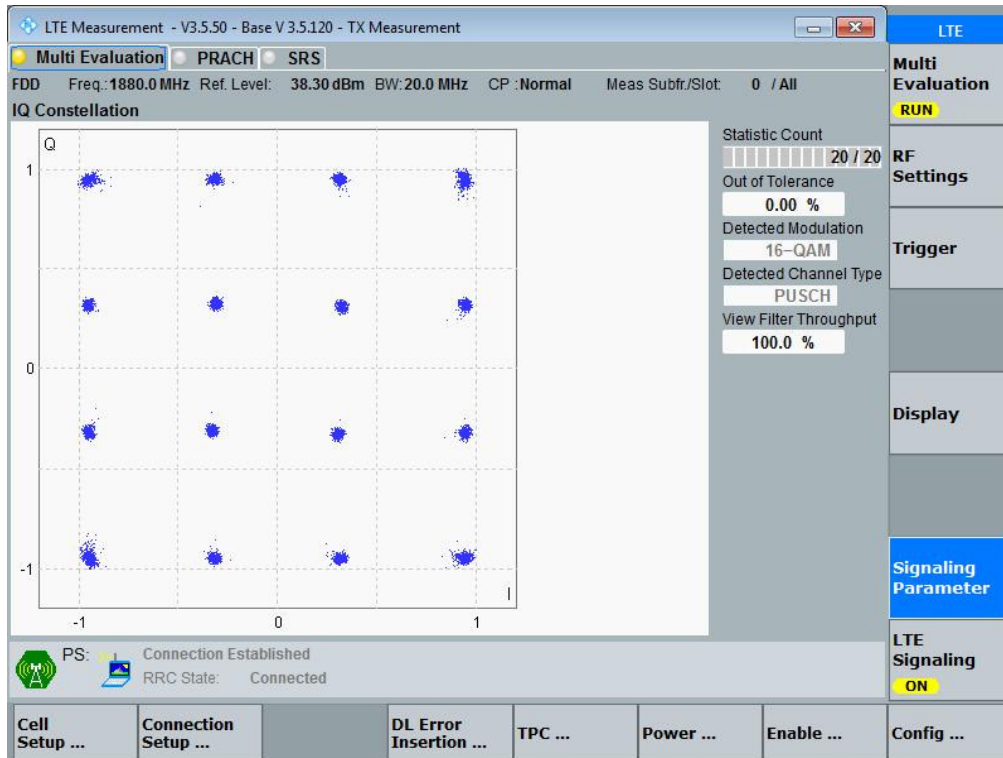 LTE Measurement - V3.5.50 - Base V 3.5.120 - TX Measurement
LTE
Multi Evaluation PRACH SRS
FDD Freq.:1880.0 MHz Ref. Level: 38.30 dBm BW:20.0 MHz CP :Normal Meas Subfr./Slot: 0 / All
IQ Constellation
Q
1
0
-1
-1 0 1
I
Statistic Count
20 / 20
Out of Tolerance
0.00 %
Detected Modulation
16-QAM
Detected Channel Type
PUSCH
View Filter Throughput
100.0 %
Multi
Evaluation
RUN
RF
Settings
Trigger
Display
Signaling
Parameter
LTE
Signaling
ON
PS: Connection Established
RRC State: Connected
Cell
Setup ...
Connection
Setup ...
DL Error
Insertion ...
TPC ...
Power ...
Enable ...
Config ...